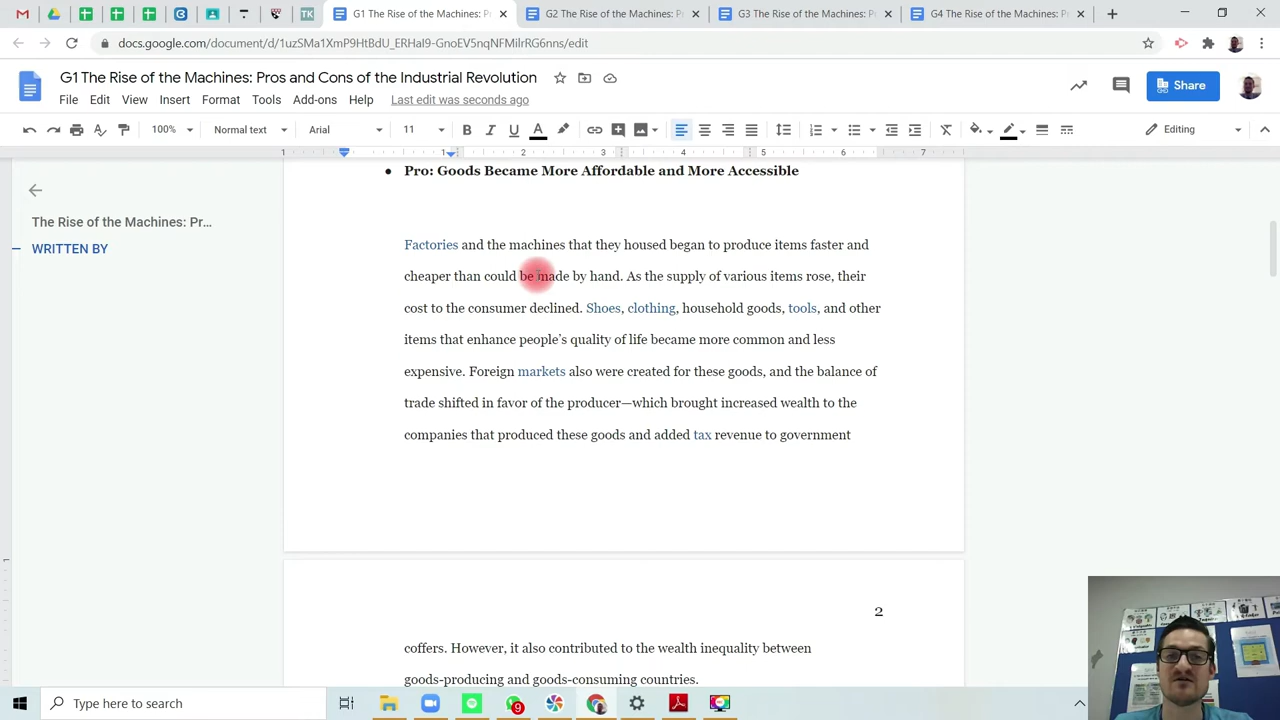 G1 The Rise of the Machines: P
G2 The Rise of the Machines: P
G3 The Rise of the Machines: P
G4 The Rise of the Machines: P
docs.google.com/document/d/1uzSMa1XmP9HtBdU_ERHaI9-GnoEV5nqNFMilrRG6nns/edit
G1 The Rise of the Machines: Pros and Cons of the Industrial Revolution
File Edit View Insert Format Tools Add-ons Help Last edit was seconds ago
Share
100% Normal text Arial 11 B I U A Editing
1 1 2 3 4 5 6 7
• Pro: Goods Became More Affordable and More Accessible
The Rise of the Machines: Pr...
WRITTEN BY
Factories and the machines that they housed began to produce items faster and
cheaper than could be made by hand. As the supply of various items rose, their
cost to the consumer declined. Shoes, clothing, household goods, tools, and other
items that enhance people’s quality of life became more common and less
expensive. Foreign markets also were created for these goods, and the balance of
trade shifted in favor of the producer—which brought increased wealth to the
companies that produced these goods and added tax revenue to government
2
coffers. However, it also contributed to the wealth inequality between
goods-producing and goods-consuming countries.
Type here to search
9